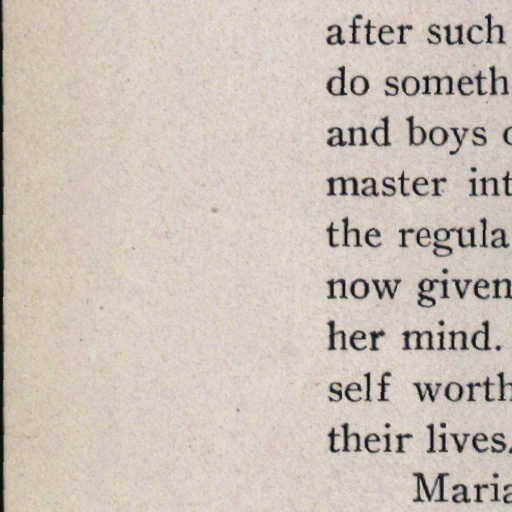 after such
do someth
and boys
master int
the regula
now given
her mind.
self worth
their lives.
Maria